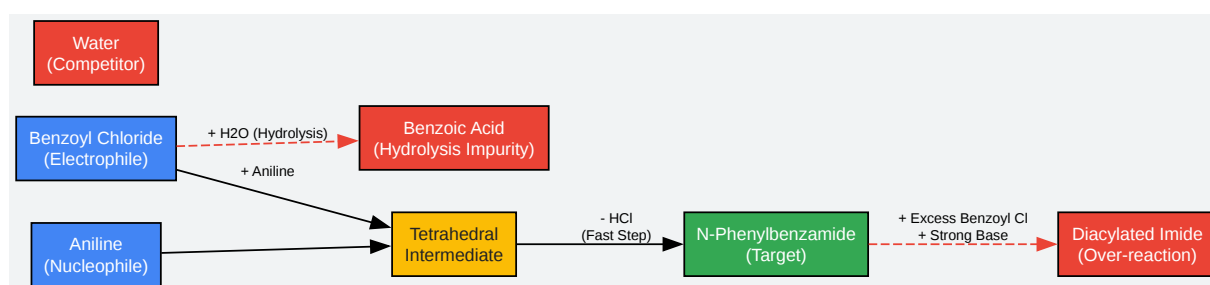 Water
(Competitor)
Benzoyl Chloride
(Electrophile)
+ H2O (Hydrolysis)
Benzoic Acid
(Hydrolysis Impurity)
+ Aniline
Aniline
(Nucleophile)
Tetrahedral
Intermediate
- HCl
(Fast Step)
N-Phenylbenzamide
(Target)
+ Excess Benzoyl Cl
+ Strong Base
Diacylated Imide
(Over-reaction)